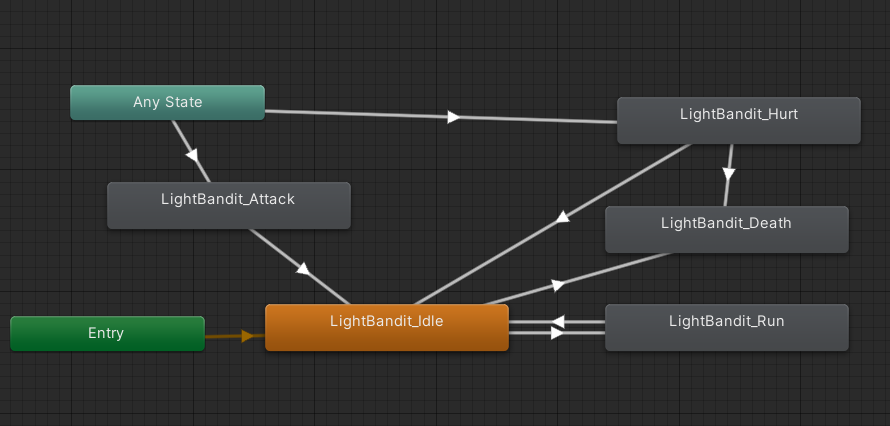 Any State
LightBandit_Hurt
LightBandit_Attack
LightBandit_Death
LightBandit_Idle
LightBandit_Run
Entry